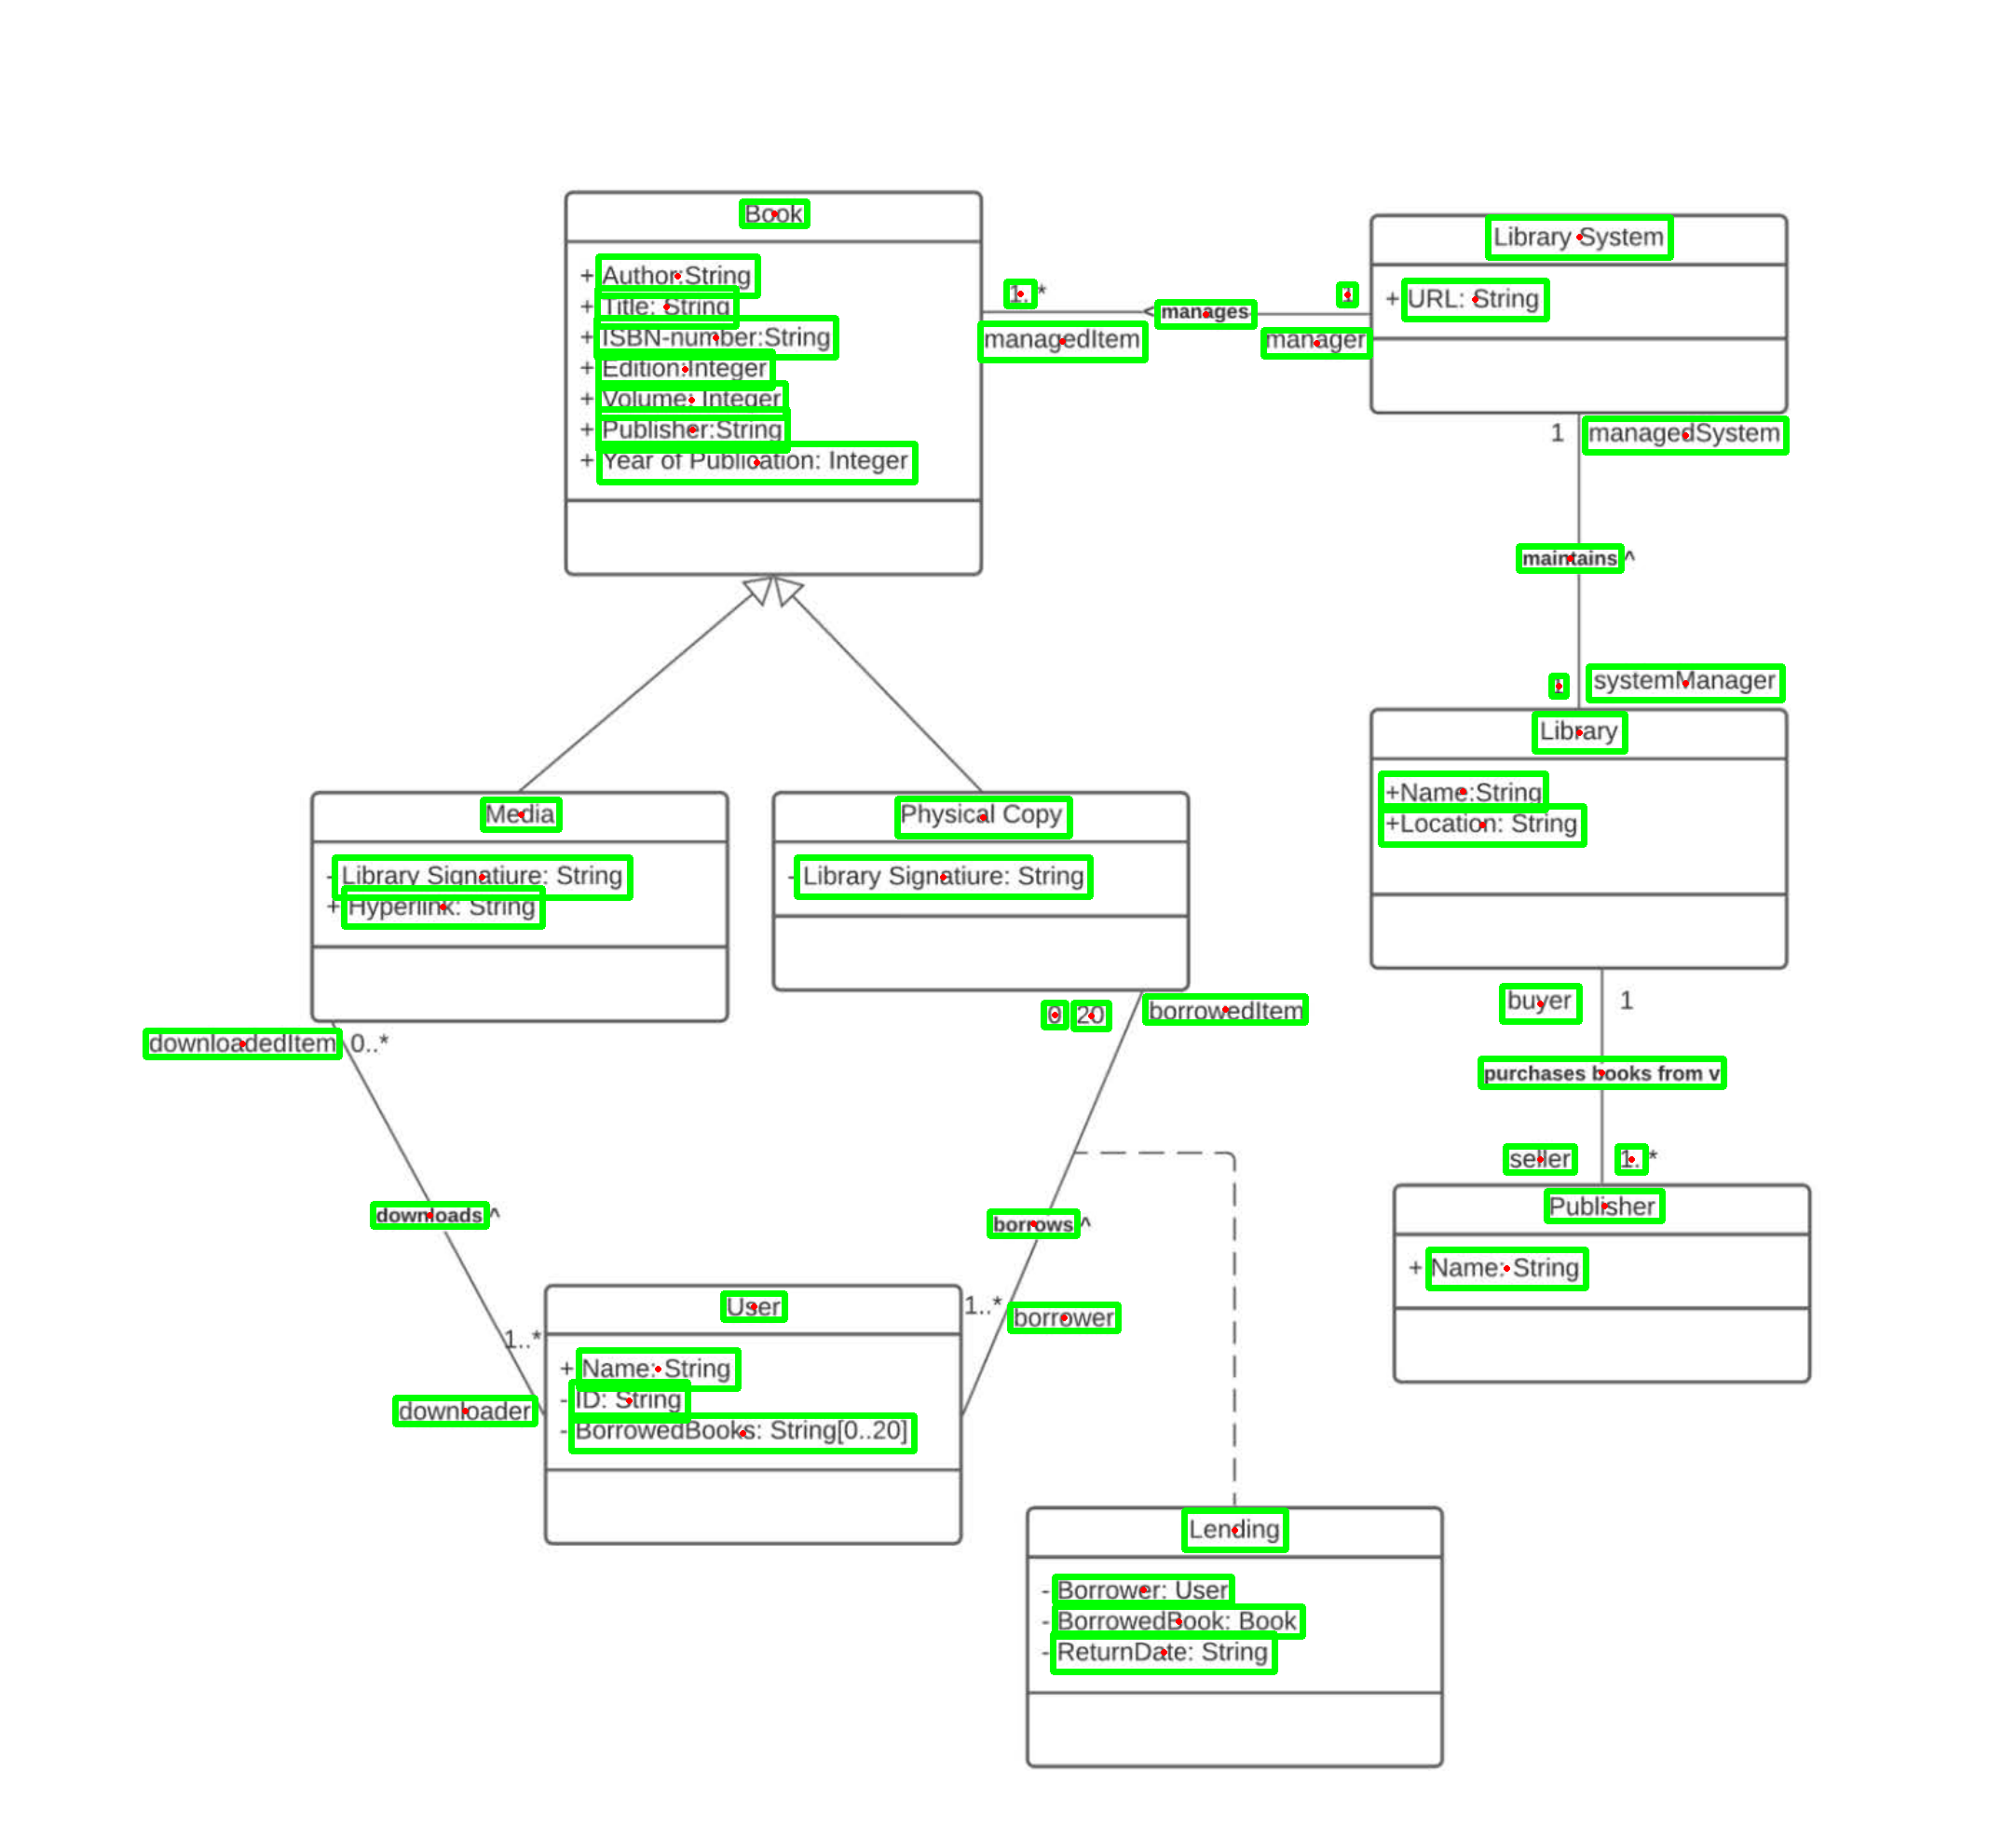 Book
+ Author:String
+ Title: String
+ ISBN-number:String
+ Edition:Integer
+ Volume: Integer
+ Publisher:String
+ Year of Publication: Integer
1..*
< manages
1
managedItem
manager
Library System
+ URL: String
1
managedSystem
maintains ^
1
systemManager
Library
+Name:String
+Location: String
Media
- Library Signatiure: String
+ Hyperlink: String
Physical Copy
- Library Signatiure: String
downloadedItem
0..*
0..20
borrowedItem
buyer
1
purchases books from v
seller
1..*
Publisher
+ Name: String
downloads ^
borrows ^
1..*
downloader
User
+ Name: String
- ID: String
- BorrowedBooks: String[0..20]
1..*
borrower
Lending
- Borrower: User
- BorrowedBook: Book
- ReturnDate: String